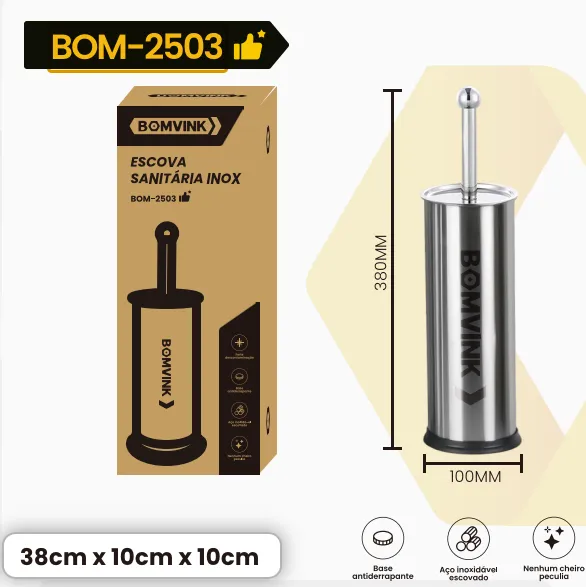 BOM-2503
BOMVINK
BOMVINK
ESCOVA
SANITÁRIA INOX
BOM-2503
BOMVINK
380MM
BOMVINK
100MM
38cm x 10cm x 10cm
Base
antiderrapante
Aço inoxidável
escovado
Nenhum cheiro
peculia